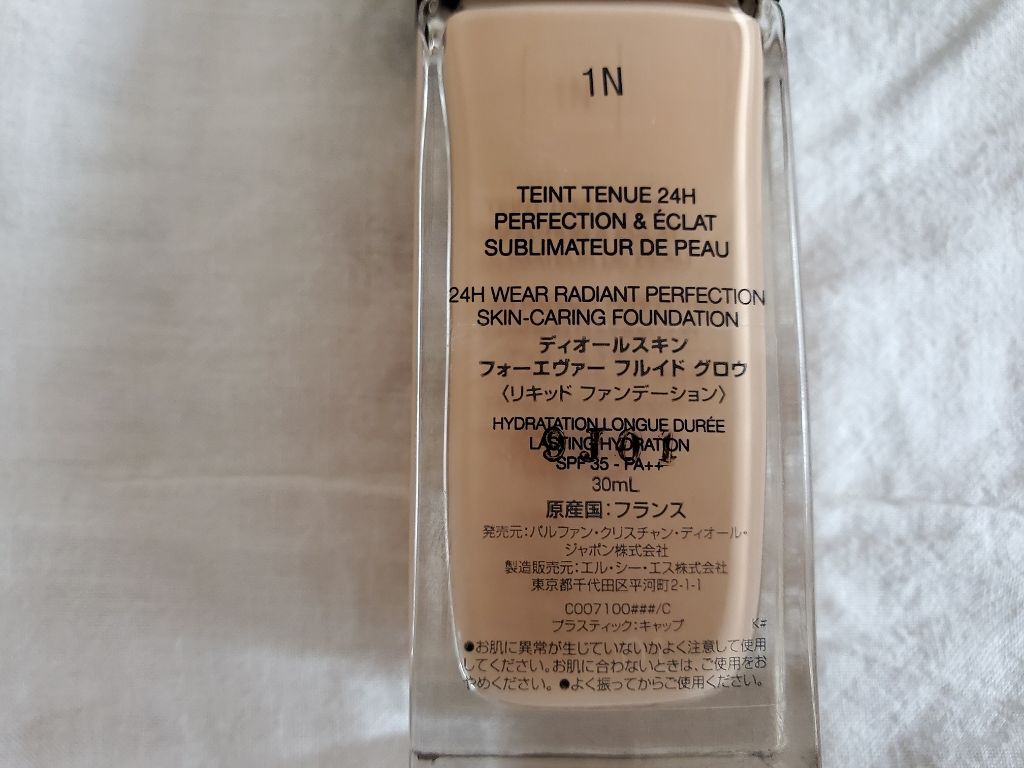 1N
TEINT TENUE 24H
PERFECTION & ÉCLAT
SUBLIMATEUR DE PEAU
24H WEAR RADIANT PERFECTION
SKIN-CARING FOUNDATION
ディオールスキン
フォーエヴァー フルイド グロウ
〈リキッド ファンデーション〉
HYDRATATION LONGUE DURÉE
LASTING HYDRATION
9J01
SPF 35 - PA++
30mL
原産国：フランス
発売元：パルファン・クリスチャン・ディオール・
ジャポン株式会社
製造販売元：エル・シー・エス株式会社
東京都千代田区平河町2-1-1
C007100###/C
プラスティック：キャップ K#
●お肌に異常が生じていないかよく注意して使用
してください。お肌に合わないときは、ご使用をお
やめください。●よく振ってからご使用ください。